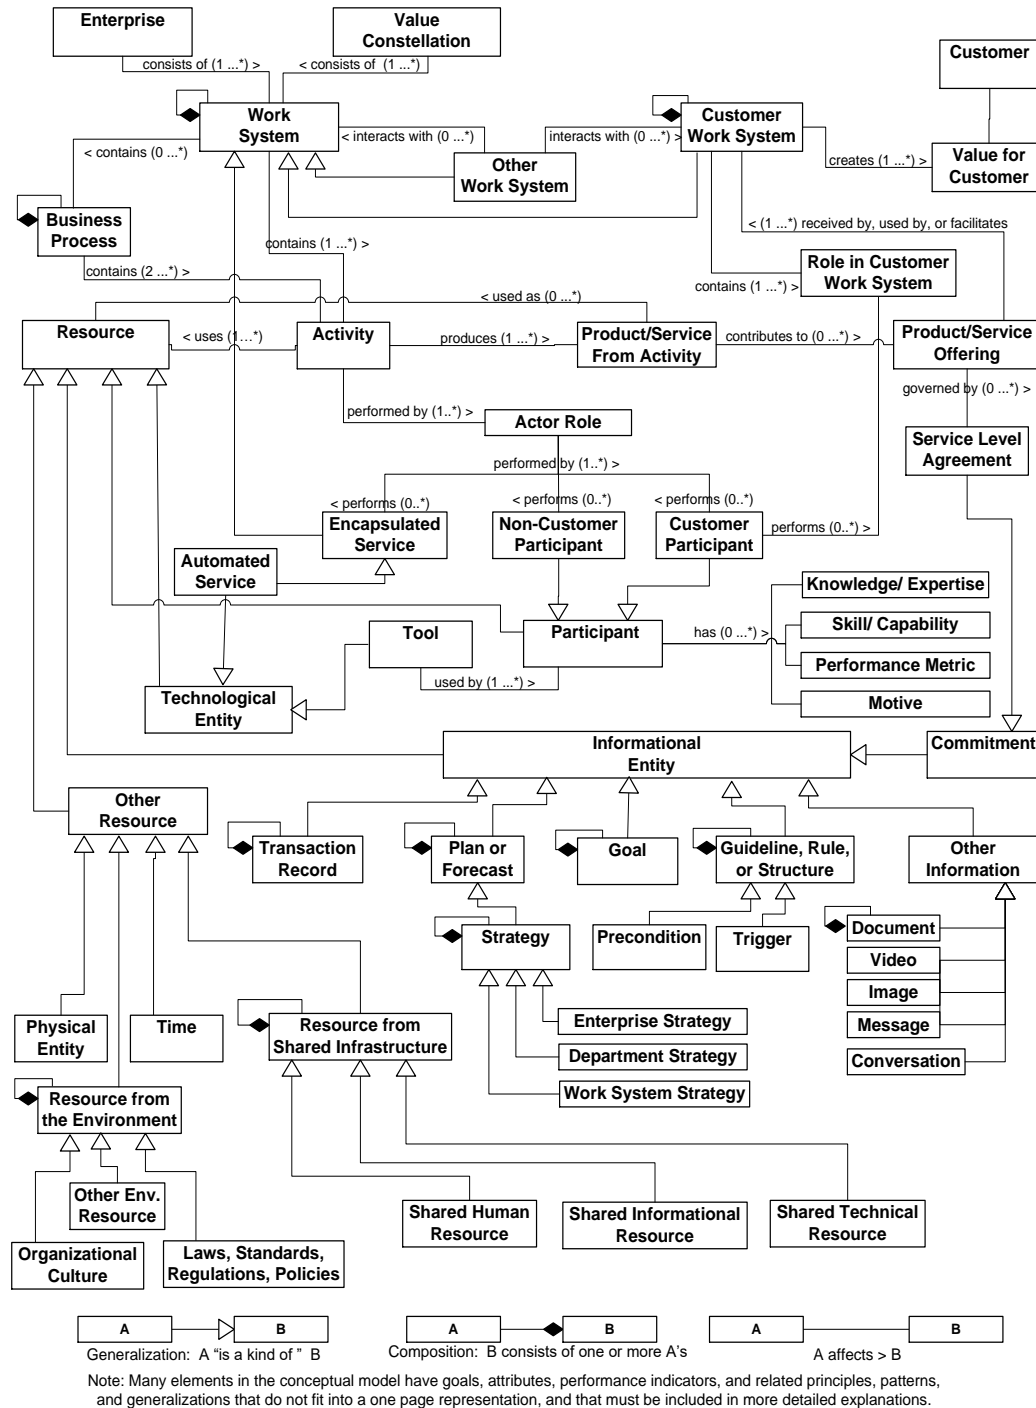 Enterprise
Value
Constellation
Customer
consists of (1 ...*) >
< consists of  (1 ...*)
Work
System
Customer
Work System
< interacts with (0 ...*)
interacts with (0 ...*) >
< contains (0 ...*)
Other
Work System
creates (1 ...*) >
Value for
Customer
Business
Process
< (1 ...*) received by, used by, or facilitates
contains (1 ...*) >
Role in Customer
Work System
contains (2 ...*) >
contains (1 ...*) >
< used as (0 ...*)
Resource
< uses (1...*)
Activity
produces (1 ...*) >
Product/Service
From Activity
contributes to (0 ...*) >
Product/Service
Offering
governed by (0 ...*) >
performed by (1..*) >
Actor Role
Service Level
Agreement
performed by (1..*) >
< performs (0..*)
< performs (0..*)
< performs (0..*)
Encapsulated
Service
Non-Customer
Participant
Customer
Participant
performs (0..*) >
Automated
Service
Knowledge/ Expertise
Tool
Participant
has (0 ...*) >
Skill/ Capability
Performance Metric
used by (1 ...*) >
Technological
Entity
Motive
Informational
Entity
Commitment
Other
Resource
Transaction
Record
Plan or
Forecast
Goal
Guideline, Rule,
or Structure
Other
Information
Strategy
Precondition
Trigger
Document
Video
Image
Message
Conversation
Physical
Entity
Time
Resource from
Shared Infrastructure
Enterprise Strategy
Department Strategy
Work System Strategy
Resource from
the Environment
Other Env.
Resource
Shared Human
Resource
Shared Informational
Resource
Shared Technical
Resource
Organizational
Culture
Laws, Standards,
Regulations, Policies
A
B
A
B
A
B
Generalization:  A “is a kind of ”  B
Composition:  B consists of one or more A's
A affects > B
Note: Many elements in the conceptual model have goals, attributes, performance indicators, and related principles, patterns,
and generalizations that do not fit into a one page representation, and that must be included in more detailed explanations.